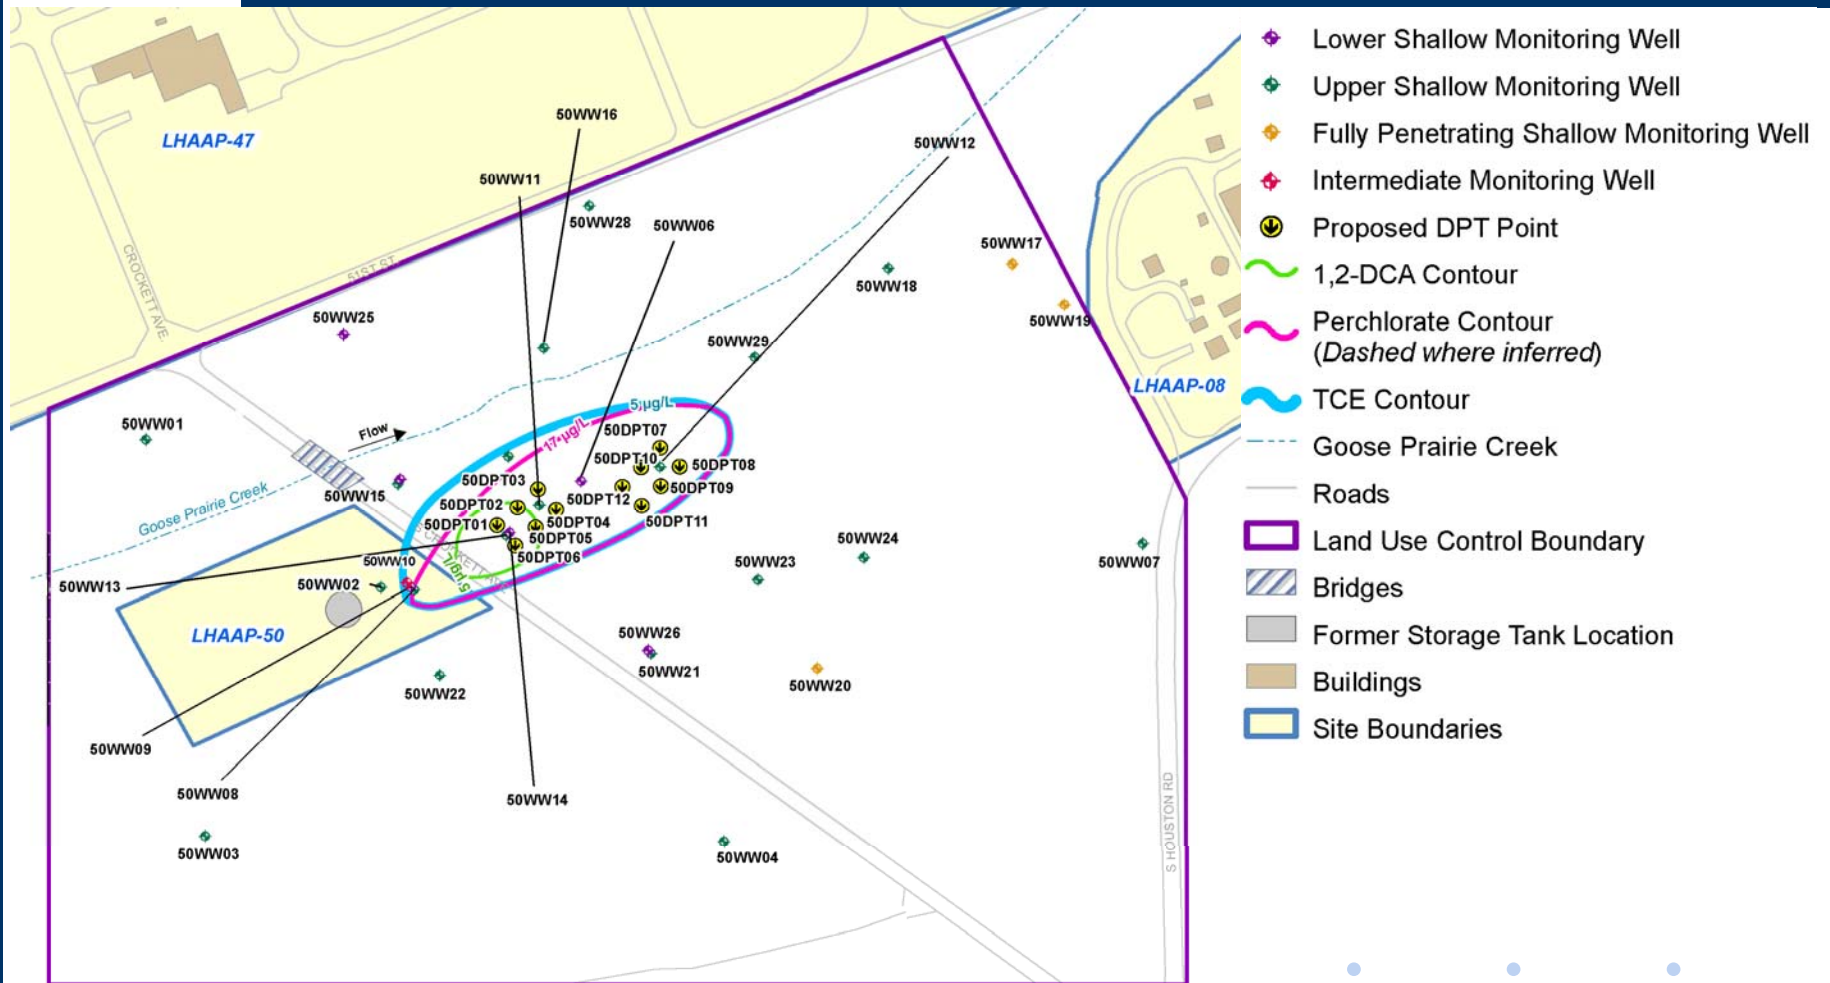 LHAAP-47
CROCKETT AVE.
51ST ST.
50WW16
50WW11
50WW12
50WW28
50WW06
50WW17
50WW18
50WW19
50WW25
50WW29
LHAAP-08
50WW01
Flow
5 µg/L
17 µg/L
50DPT07
50DPT10
50DPT08
50DPT03
50DPT09
50WW15
50DPT12
50DPT02
50DPT11
50DPT01
50DPT04
50DPT05
50DPT06
Goose Prairie Creek
CROCKETT AVE.
5 µg/L
50WW10
50WW13
50WW02
50WW24
50WW23
50WW07
LHAAP-50
50WW26
50WW21
50WW20
50WW22
50WW09
50WW08
50WW14
50WW03
50WW04
S HOUSTON RD
Lower Shallow Monitoring Well
Upper Shallow Monitoring Well
Fully Penetrating Shallow Monitoring Well
Intermediate Monitoring Well
Proposed DPT Point
1,2-DCA Contour
Perchlorate Contour
(Dashed where inferred)
TCE Contour
Goose Prairie Creek
Roads
Land Use Control Boundary
Bridges
Former Storage Tank Location
Buildings
Site Boundaries